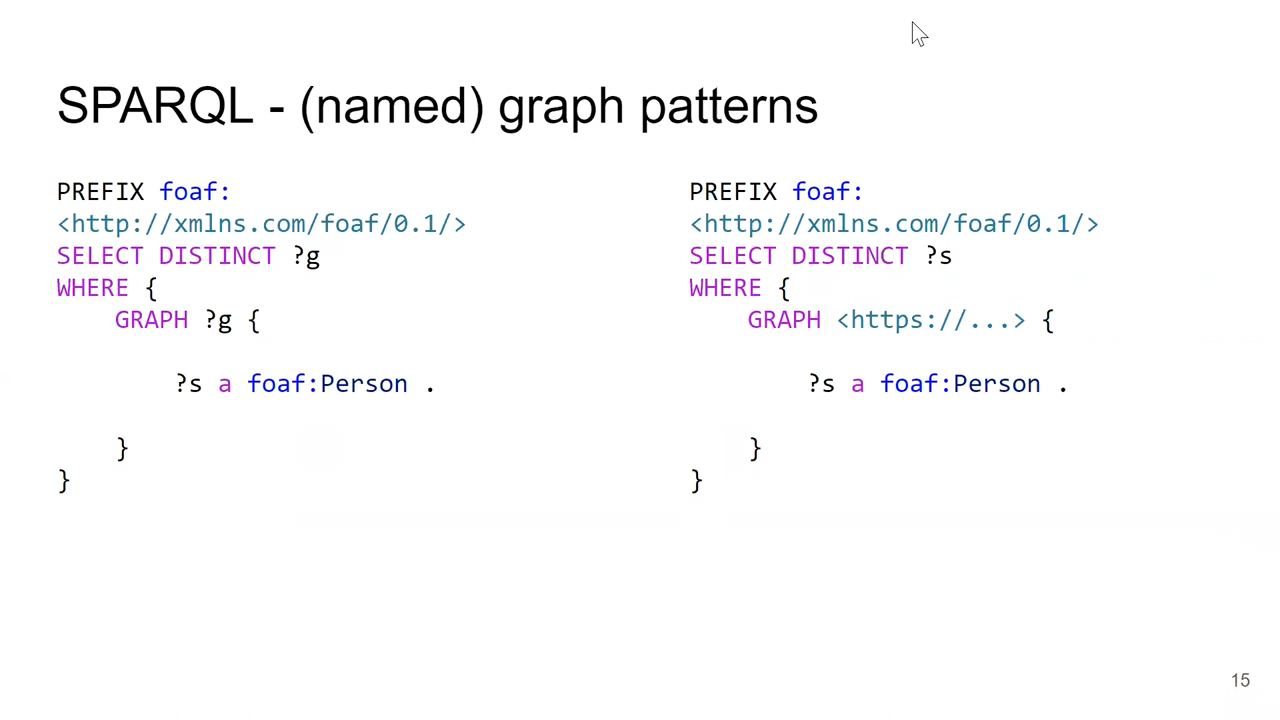 SPARQL - (named) graph patterns
PREFIX foaf:
<http://xmlns.com/foaf/0.1/>
SELECT DISTINCT ?g
WHERE {
    GRAPH ?g {
        ?s a foaf:Person .
    }
}
PREFIX foaf:
<http://xmlns.com/foaf/0.1/>
SELECT DISTINCT ?s
WHERE {
    GRAPH <https://...> {
        ?s a foaf:Person .
    }
}
15